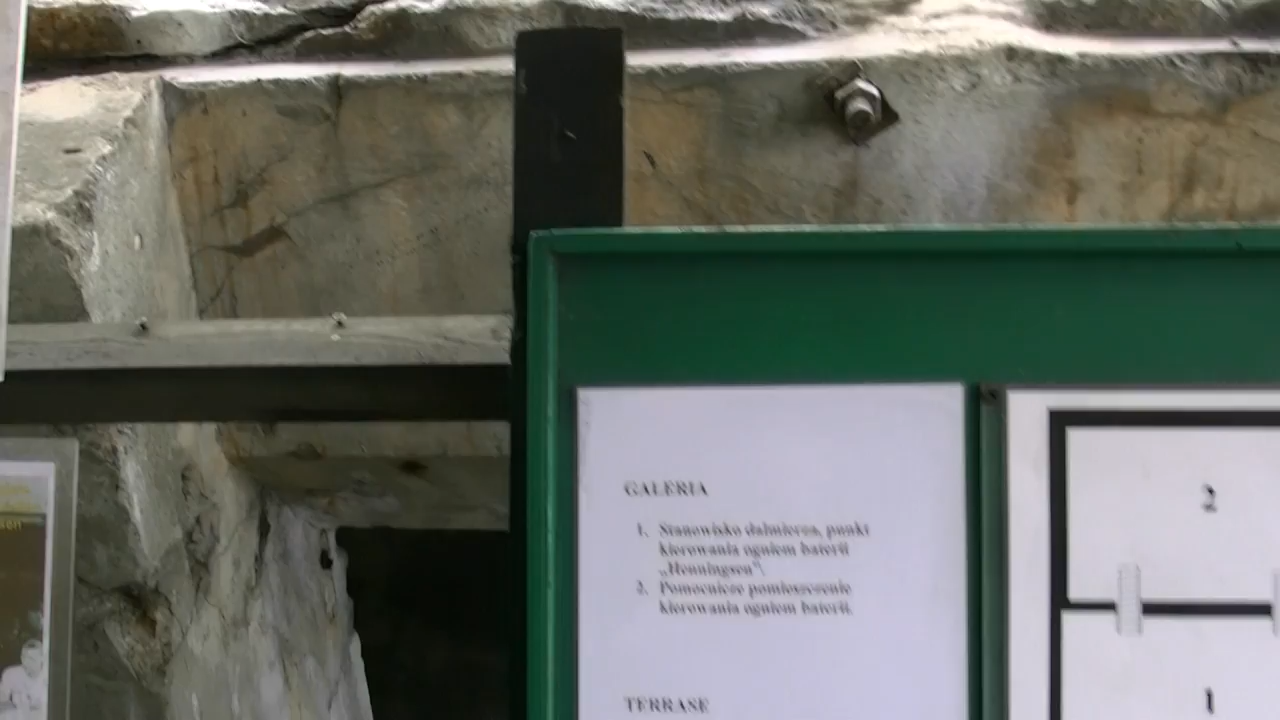 GALERIA
1. Stanowisko dalmierza, punkt
kierowania ogniem baterii
„Henningsen".
2. Pomocnicze pomieszczenie
kierowania ogniem baterii.
TERRASE
2
1